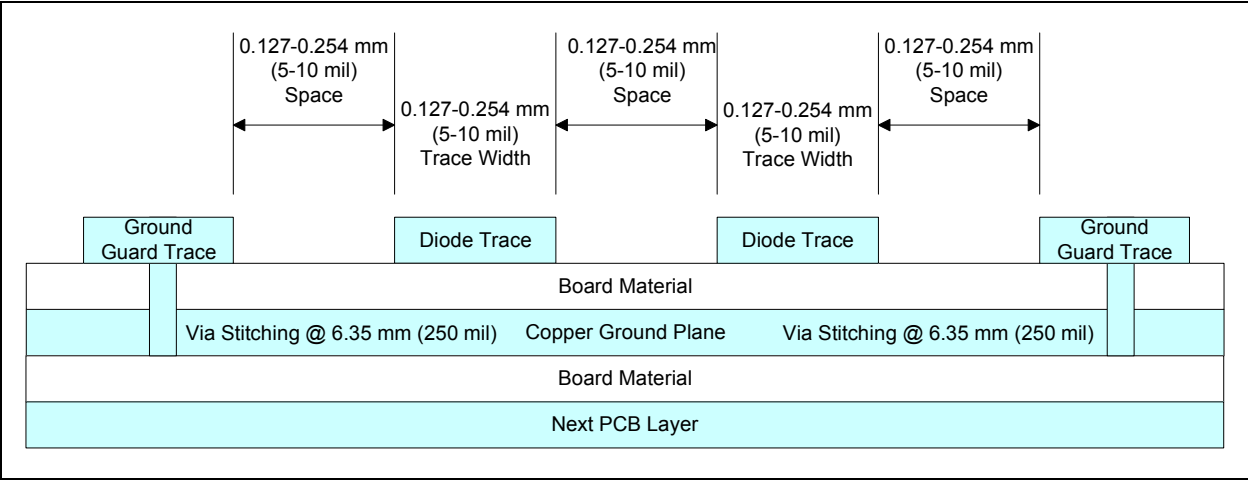 0.127-0.254 mm
(5-10 mil)
Space
0.127-0.254 mm
(5-10 mil)
Trace Width
0.127-0.254 mm
(5-10 mil)
Space
0.127-0.254 mm
(5-10 mil)
Trace Width
0.127-0.254 mm
(5-10 mil)
Space
Ground
Guard Trace
Diode Trace
Diode Trace
Ground
Guard Trace
Board Material
Via Stitching @ 6.35 mm (250 mil)
Copper Ground Plane
Via Stitching @ 6.35 mm (250 mil)
Board Material
Next PCB Layer